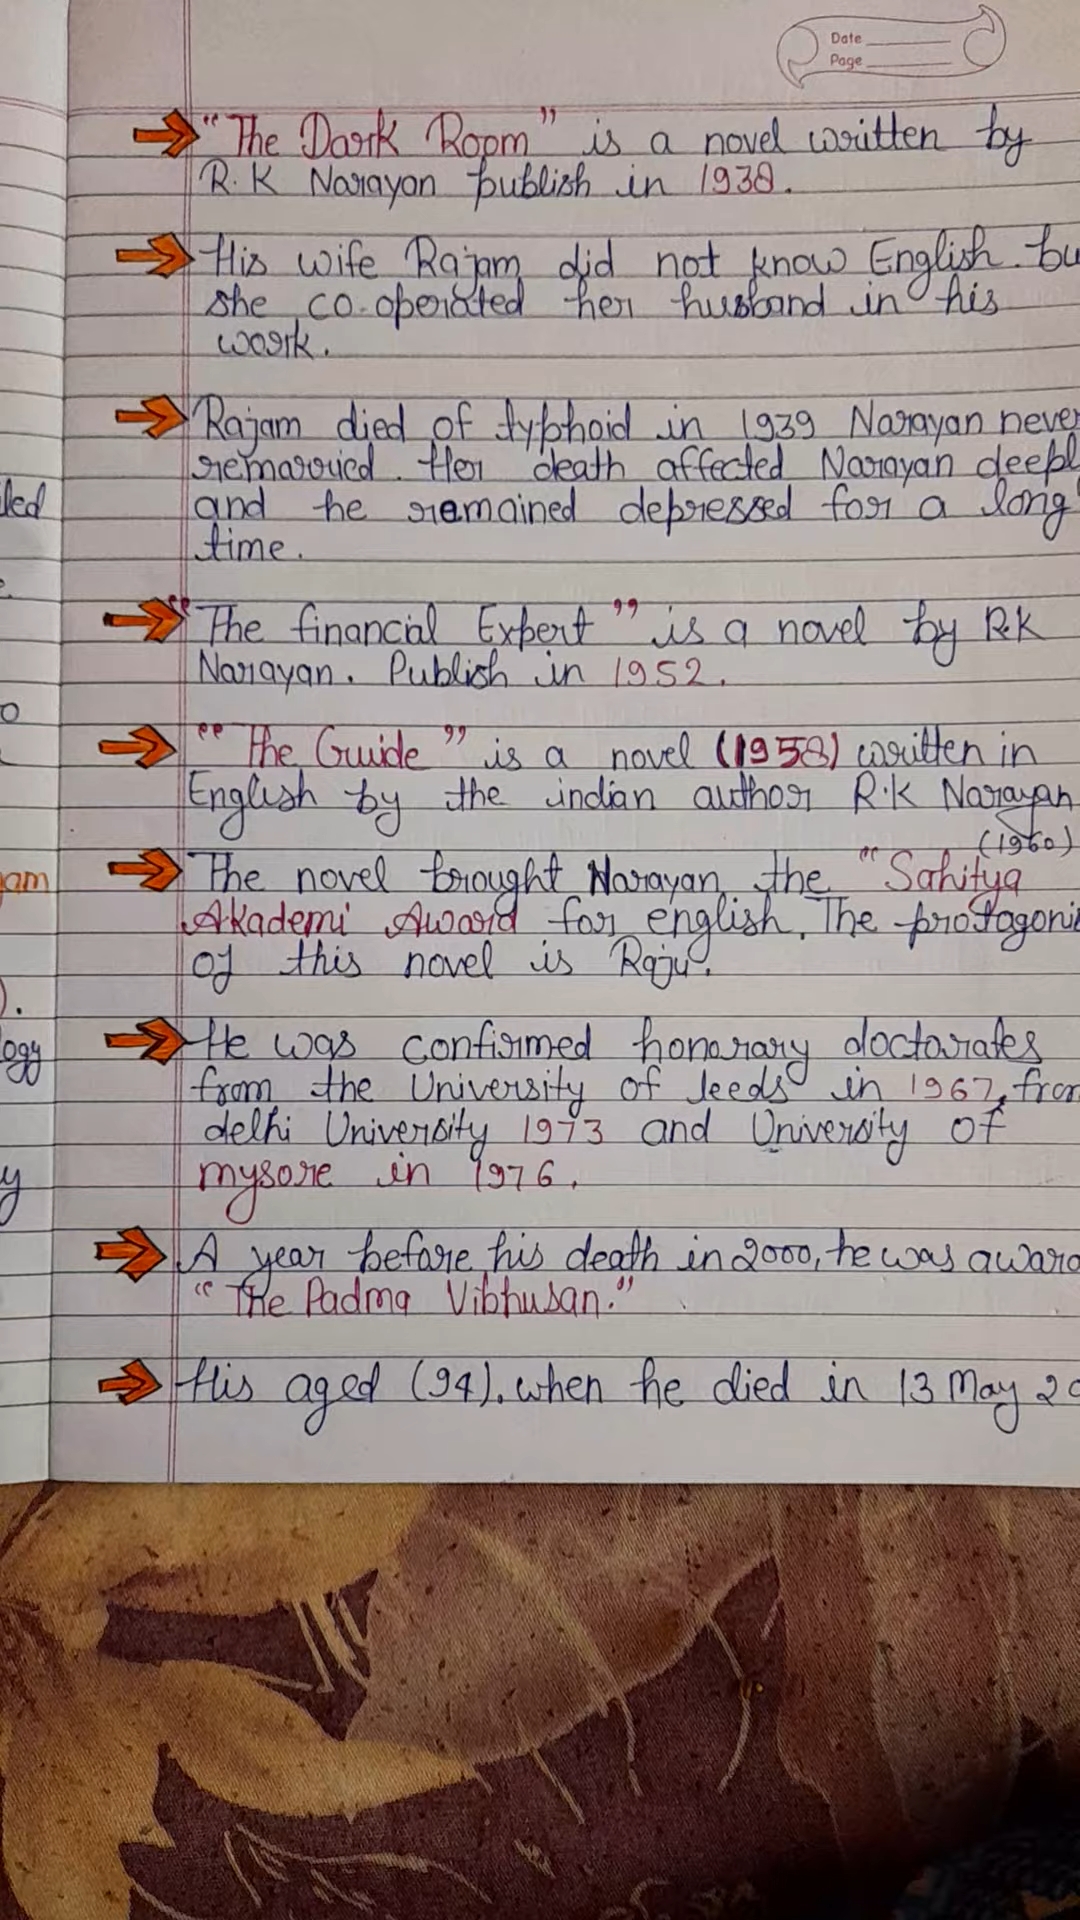 Date
Page
"The Dark Room" is a novel written by
R.K Narayan publish in 1938.
His wife Rajam did not know English. bu
she co-operated her husband in his
work.
Rajam died of typhoid in 1939 Narayan never
remarried. Her death affected Narayan deepl
and he remained depressed for a long
time.
"The financial Expert" is a novel by R.K
Narayan. Publish in 1952.
"The Guide" is a novel (1958) written in
English by the indian author R.K Narayan
(1960)
The novel brought Narayan, the "Sahitya
Akademi Award for english. The protagoni
of this novel is Raju.
He was confirmed honorary doctorates
from the University of leeds in 1967, from
delhi University 1973 and University of
mysore in 1976.
A year before his death in 2000, he was award
"The Padma Vibhusan."
His aged (94). when he died in 13 May 20
led
o
am
).
ogy
y